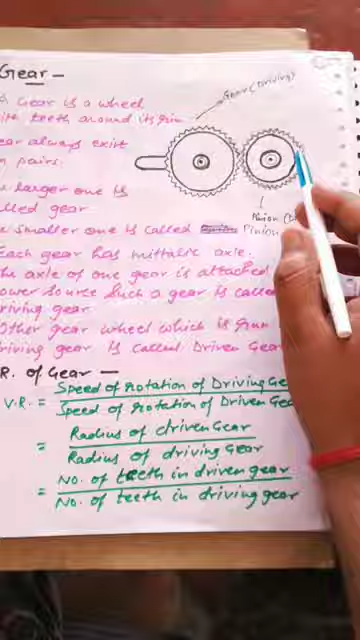 Gear -
Gear (Driving)
A Gear is a wheel
with teeth around its rim
Gear always exist
in pairs.
larger one is
called gear
Pinion
smaller one is called Pinion
Each gear has mittalic axle.
The axle of one gear is attached
power source such a gear is called
driving gear.
Other gear wheel which is run
driving gear is called Driven Gear
R. of Gear -
V.R. = Speed of rotation of Driving Ge
Speed of rotation of Driven Gea
= Radius of driven Gear
Radius of driving Gear
= No. of teeth in driven gear
No. of teeth in driving gear